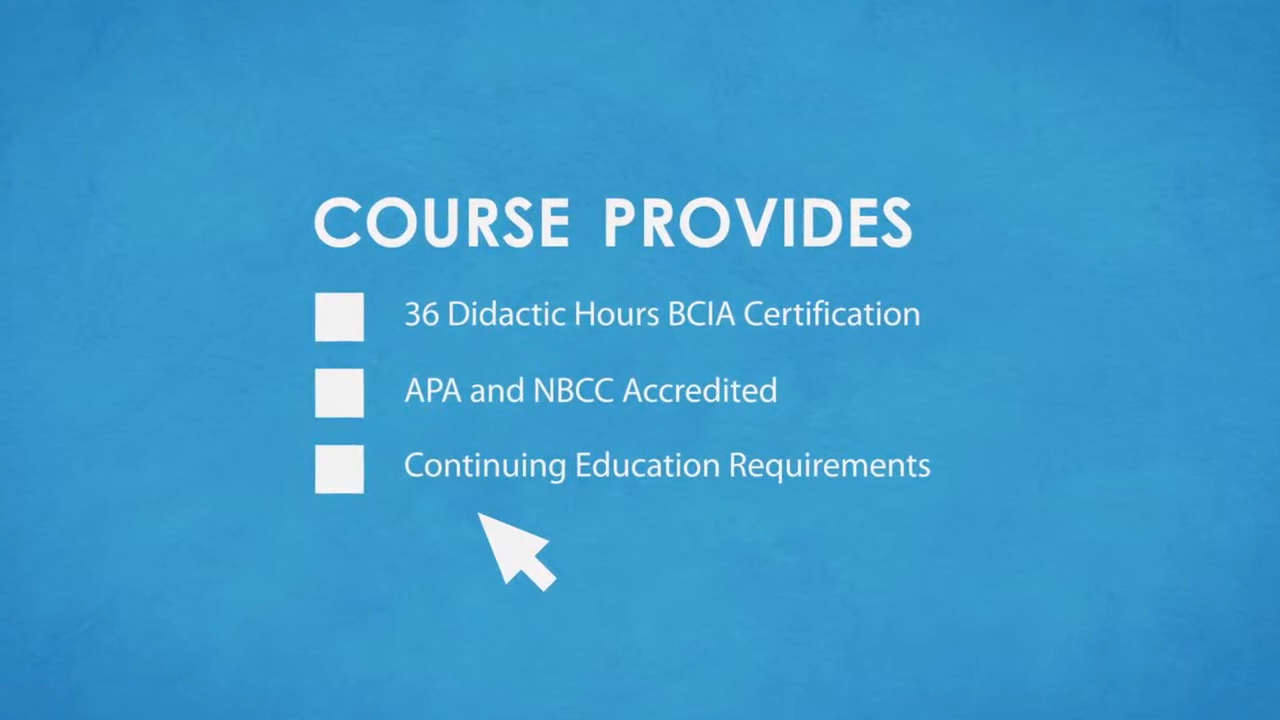 COURSE PROVIDES
36 Didactic Hours BCIA Certification
APA and NBCC Accredited
Continuing Education Requirements